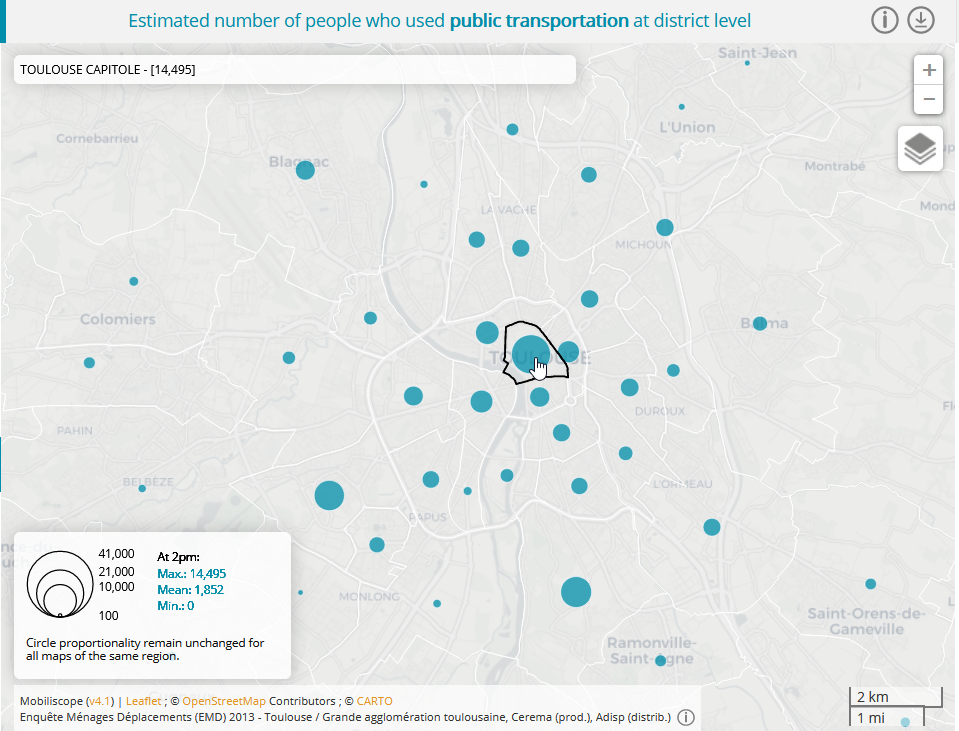 Estimated number of people who used public transportation at district level
TOULOUSE CAPITOLE - [14,495]
Saint-Jean
+
−
L'Union
Cornebarrieu
Blagnac
Montrabé
LA VACHE
Mond
MICHOUN
Colomiers
Balma
TOULOUSE
DUROUX
PAHIN
Fl
BELBÈZE
L'ORMEAU
PAPUS
41,000
21,000
10,000
100
At 2pm:
Max.: 14,495
Mean: 1,852
Min.: 0
Circle proportionality remain unchanged for
all maps of the same region.
MONLONG
Saint-Orens-de-
Gameville
Ramonville-
Saint-Agne
Mobiliscope (v4.1) | Leaflet ; © OpenStreetMap Contributors ; © CARTO
Enquête Ménages Déplacements (EMD) 2013 - Toulouse / Grande agglomération toulousaine, Cerema (prod.), Adisp (distrib.)
2 km
1 mi